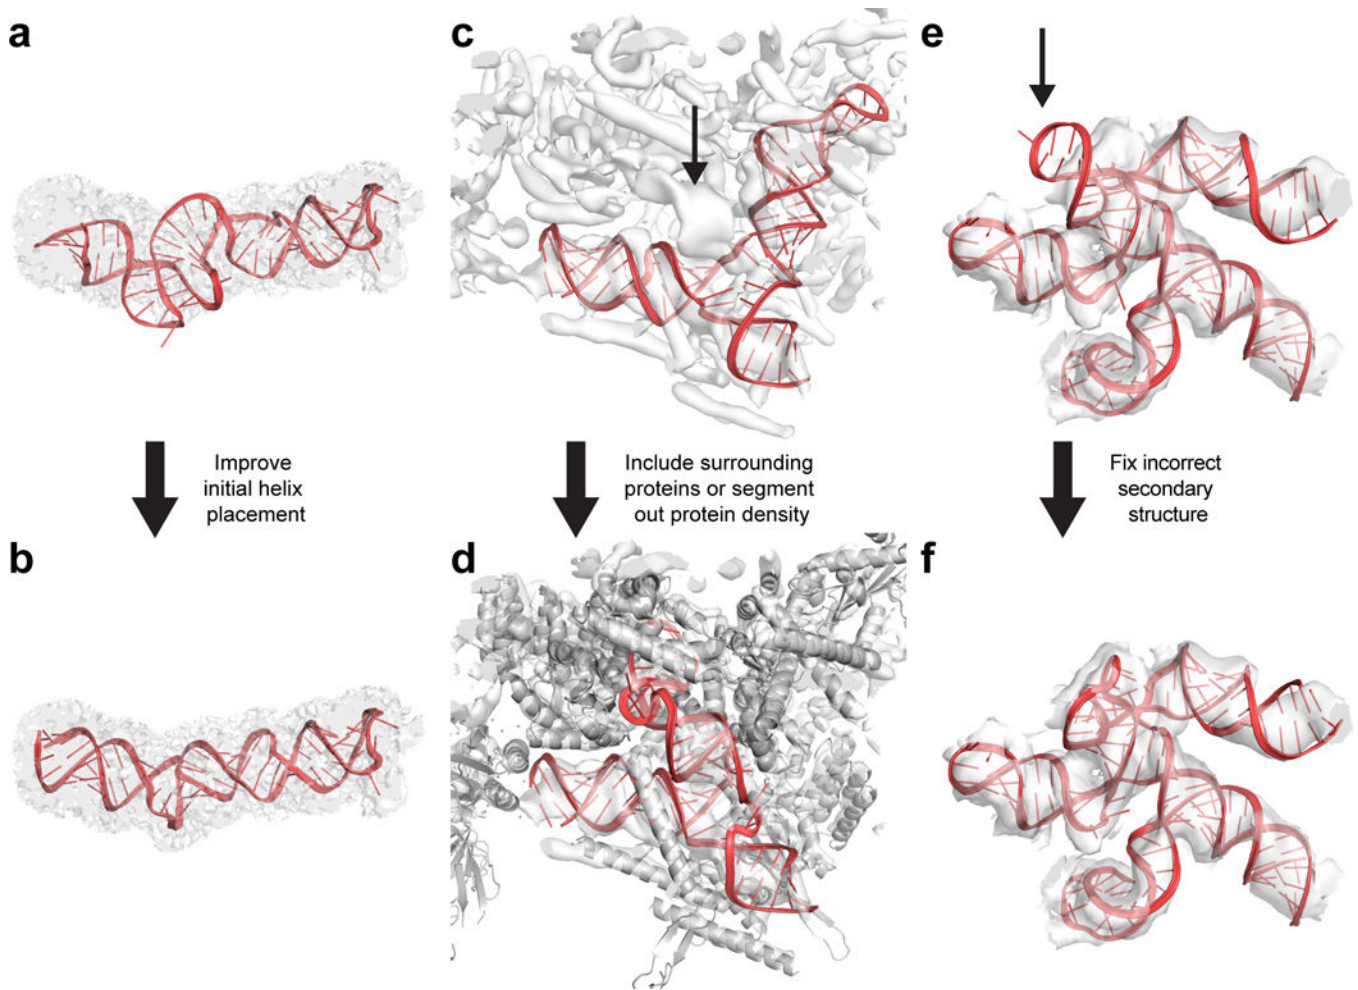 a
c
e
Improve
initial helix
placement
Include surrounding
proteins or segment
out protein density
Fix incorrect
secondary
structure
b
d
f